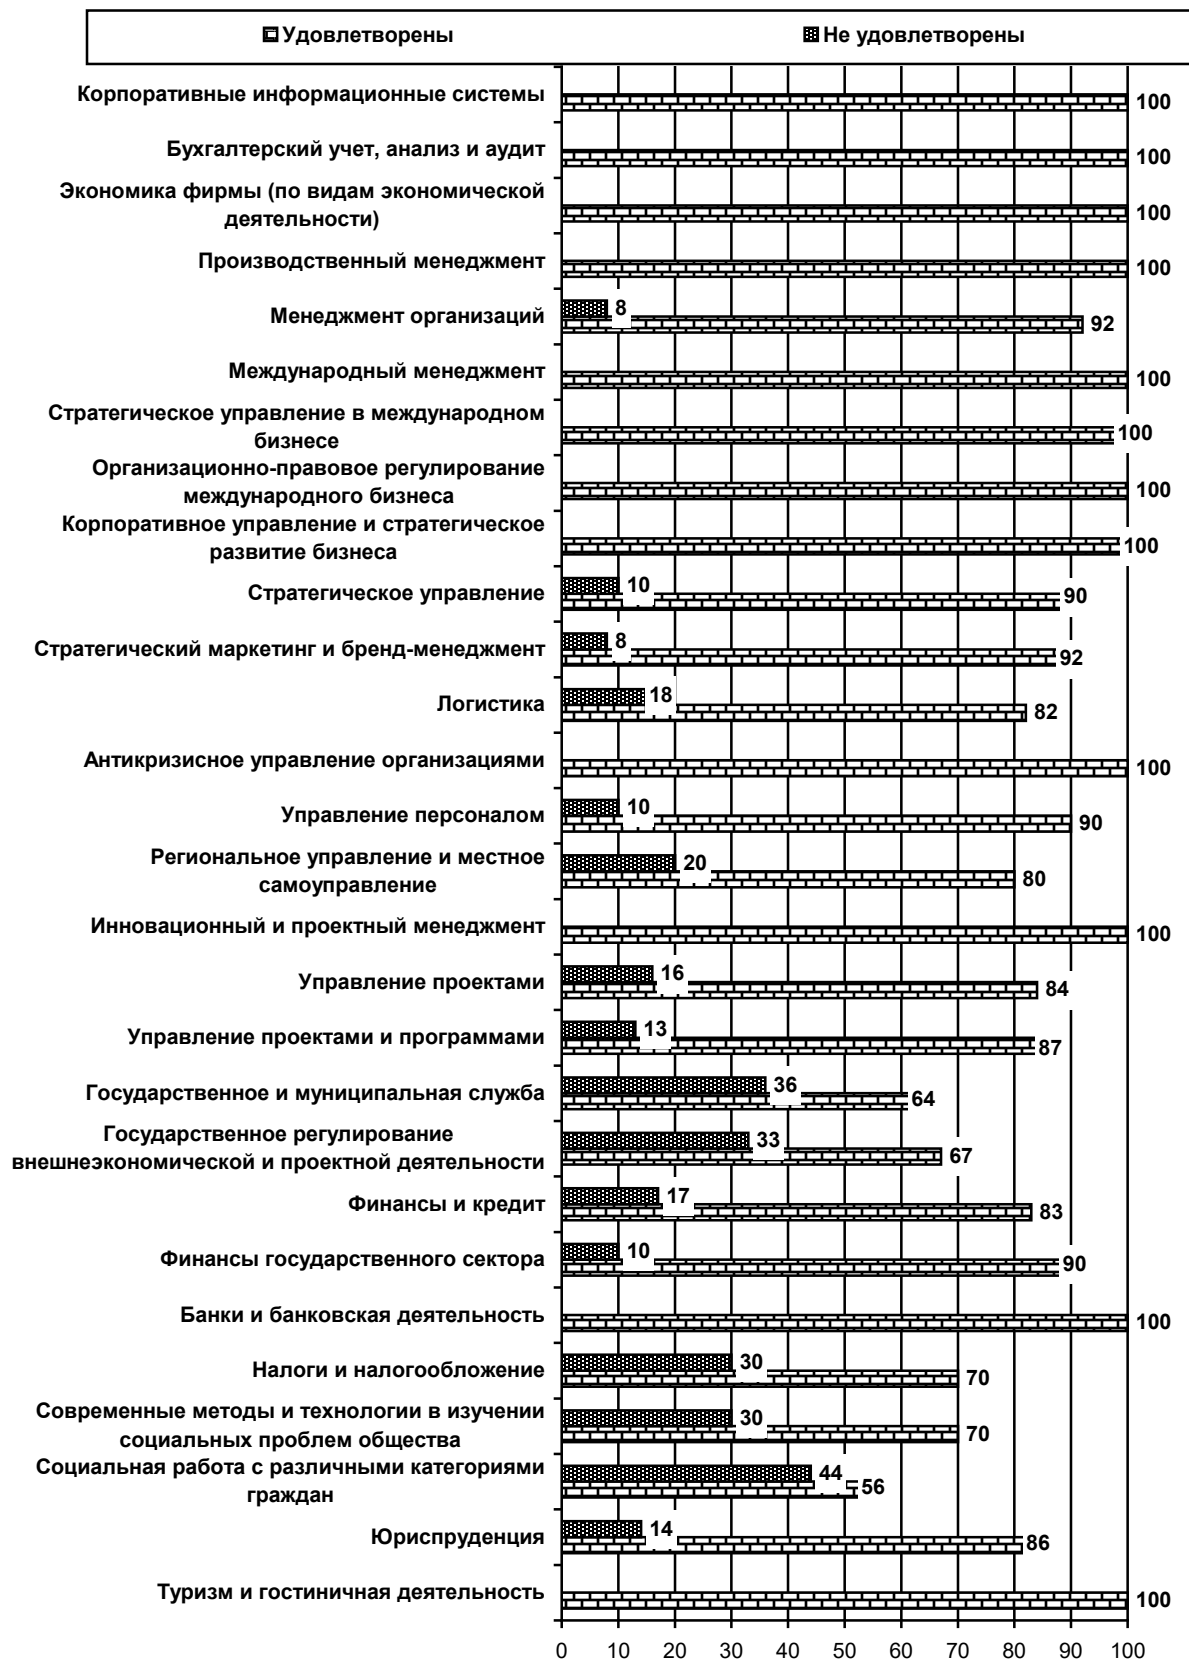 Удовлетворены Не удовлетворены
Корпоративные информационные системы
100
Бухгалтерский учет, анализ и аудит
100
Экономика фирмы (по видам экономической
деятельности)
100
Производственный менеджмент
100
8
Менеджмент организаций
92
Международный менеджмент
100
Стратегическое управление в международном
бизнесе
100
Организационно-правовое регулирование
международного бизнеса
100
Корпоративное управление и стратегическое
развитие бизнеса
100
10
Стратегическое управление
90
8
Стратегический маркетинг и бренд-менеджмент
92
18
Логистика
82
Антикризисное управление организациями
100
10
Управление персоналом
90
Региональное управление и местное
самоуправление
20
80
Инновационный и проектный менеджмент
100
16
Управление проектами
84
13
Управление проектами и программами
87
36
Государственное и муниципальная служба
64
Государственное регулирование
внешнеэкономической и проектной деятельности
33
67
17
Финансы и кредит
83
10
Финансы государственного сектора
90
Банки и банковская деятельность
100
30
Налоги и налогообложение
70
Современные методы и технологии в изучении
социальных проблем общества
30
70
Социальная работа с различными категориями
граждан
44
56
14
Юриспруденция
86
Туризм и гостиничная деятельность
100
0 10 20 30 40 50 60 70 80 90 100